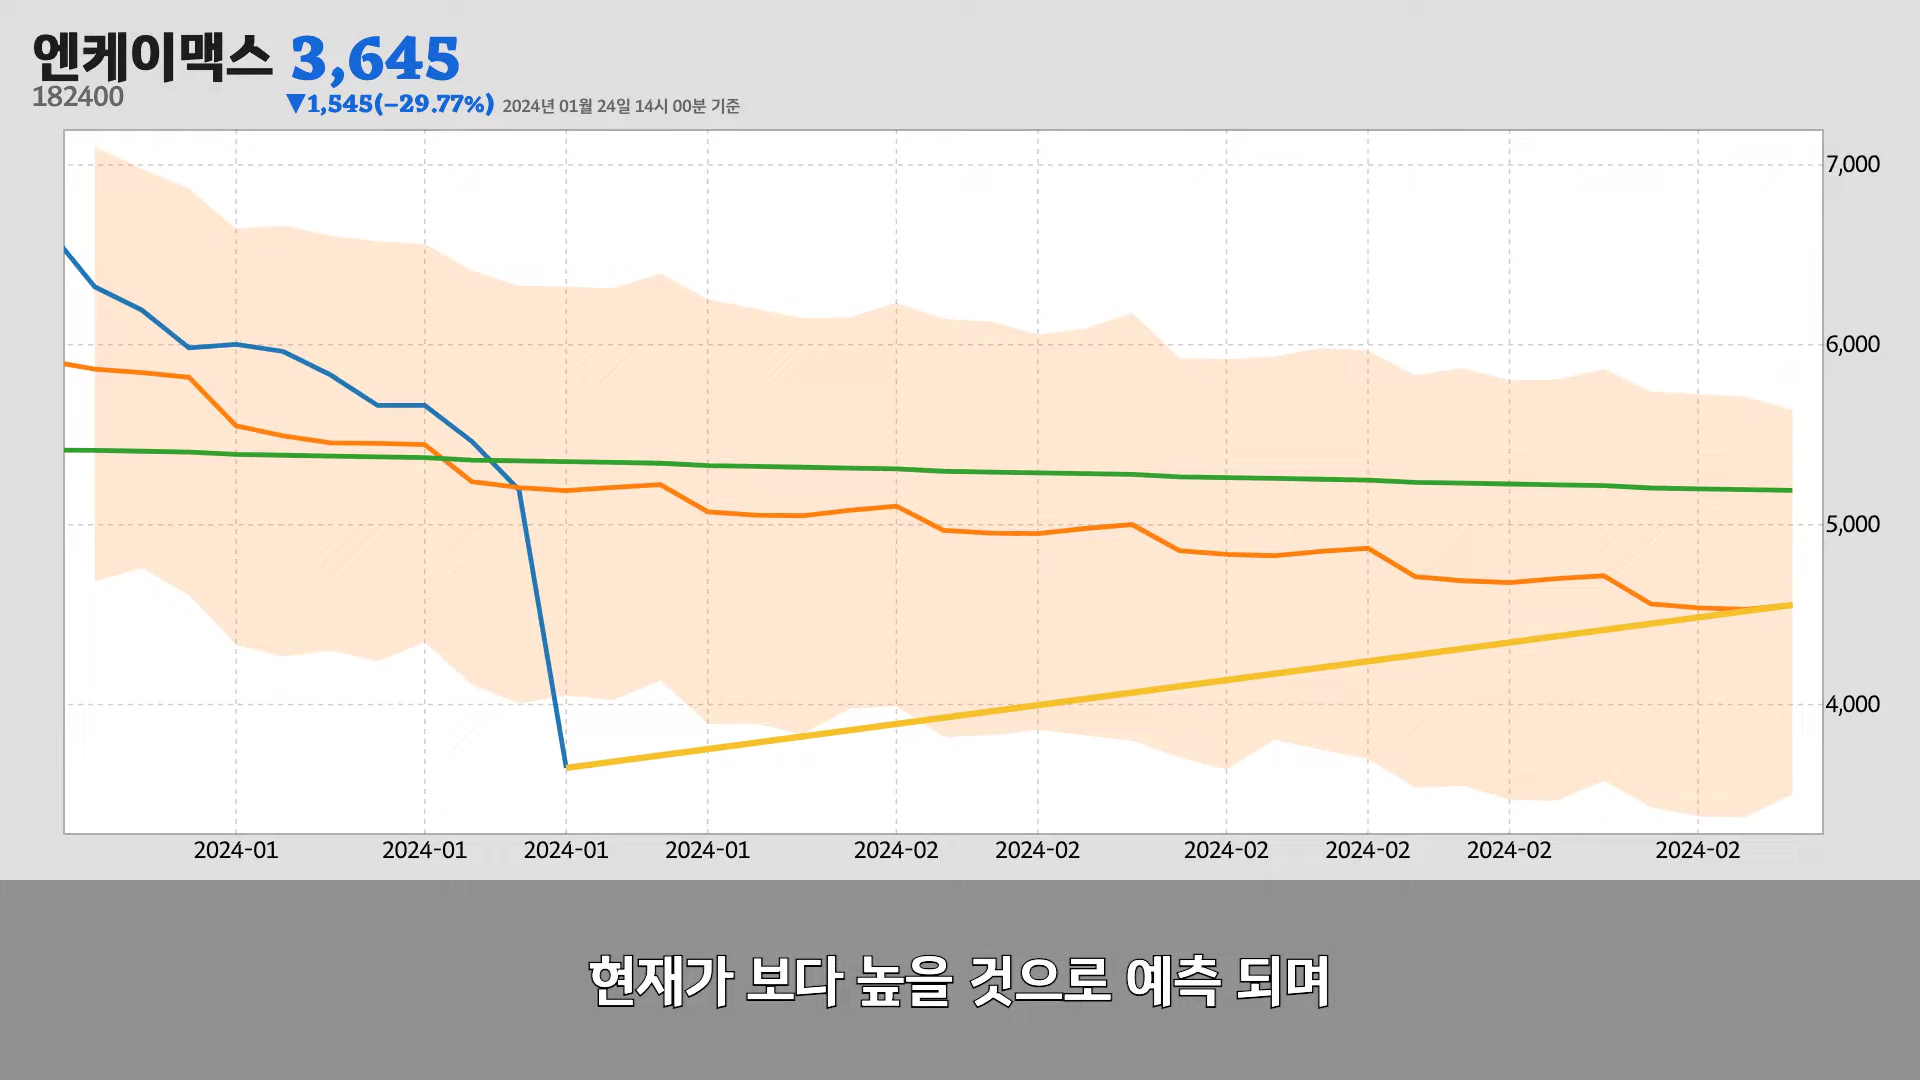 엔케이맥스 3,645
182400
▼1,545(−29.77%) 2024년 01월 24일 14시 00분 기준
7,000
6,000
5,000
4,000
2024-01 2024-01 2024-01 2024-01 2024-02 2024-02 2024-02 2024-02 2024-02 2024-02
현재가 보다 높을 것으로 예측 되며